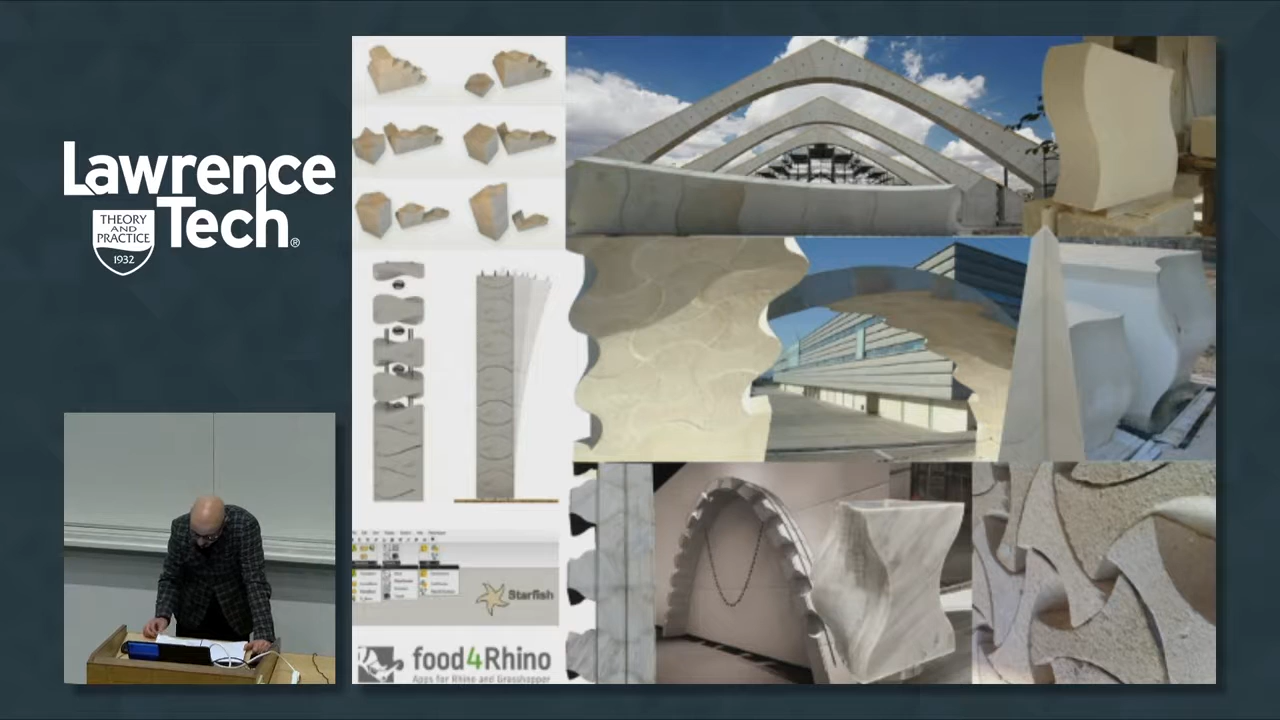 Lawrence
Tech®
THEORY
AND
PRACTICE
1932
Starfish
food4Rhino
Apps for Rhino and Grasshopper